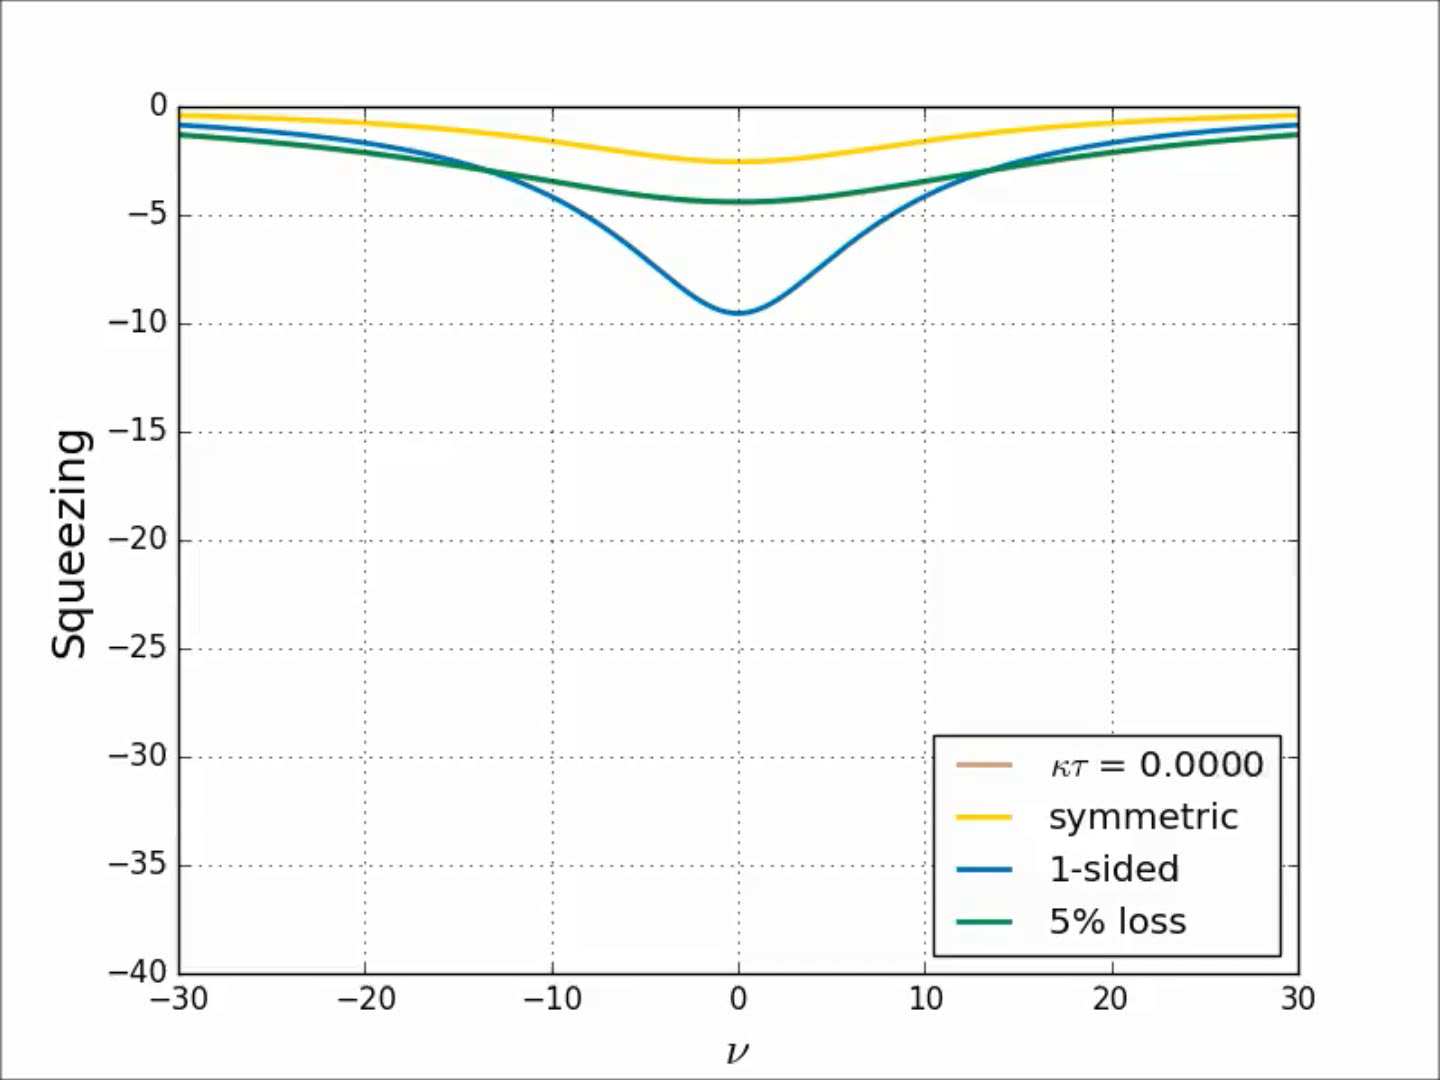 0
−5
−10
−15
−20
−25
−30
−35
−40
Squeezing
−30 −20 −10 0 10 20 30
ν
κτ = 0.0000
symmetric
1-sided
5% loss